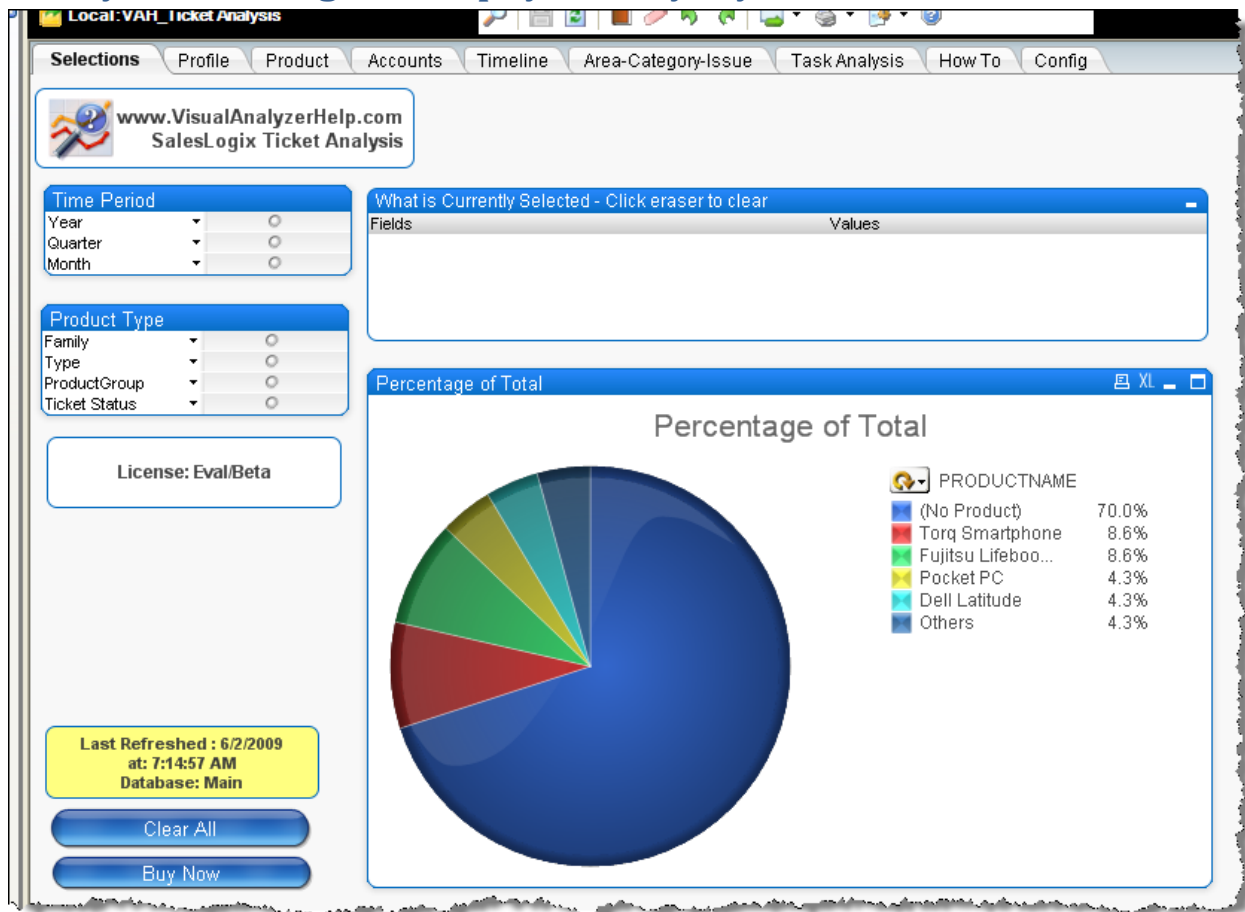 Local:VAH_Ticket Analysis
Selections Profile Product Accounts Timeline Area-Category-Issue Task Analysis How To Config
www.VisualAnalyzerHelp.com
SalesLogix Ticket Analysis
Time Period
Year
Quarter
Month
What is Currently Selected - Click eraser to clear
Fields Values
Product Type
Family
Type
ProductGroup
Ticket Status
License: Eval/Beta
Percentage of Total XL
Percentage of Total
PRODUCTNAME
(No Product) 70.0%
Torq Smartphone 8.6%
Fujitsu Lifeboo... 8.6%
Pocket PC 4.3%
Dell Latitude 4.3%
Others 4.3%
Last Refreshed : 6/2/2009
at: 7:14:57 AM
Database: Main
Clear All
Buy Now